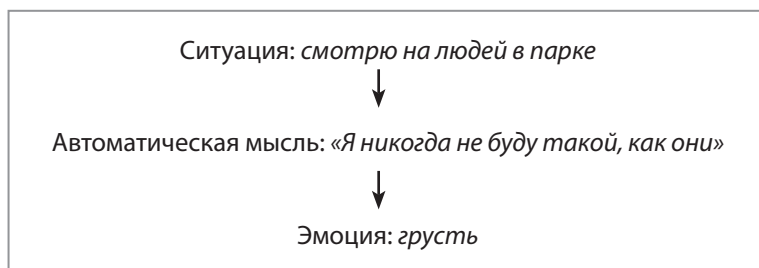 Ситуация: смотрю на людей в парке
Автоматическая мысль: «Я никогда не буду такой, как они»
Эмоция: грусть